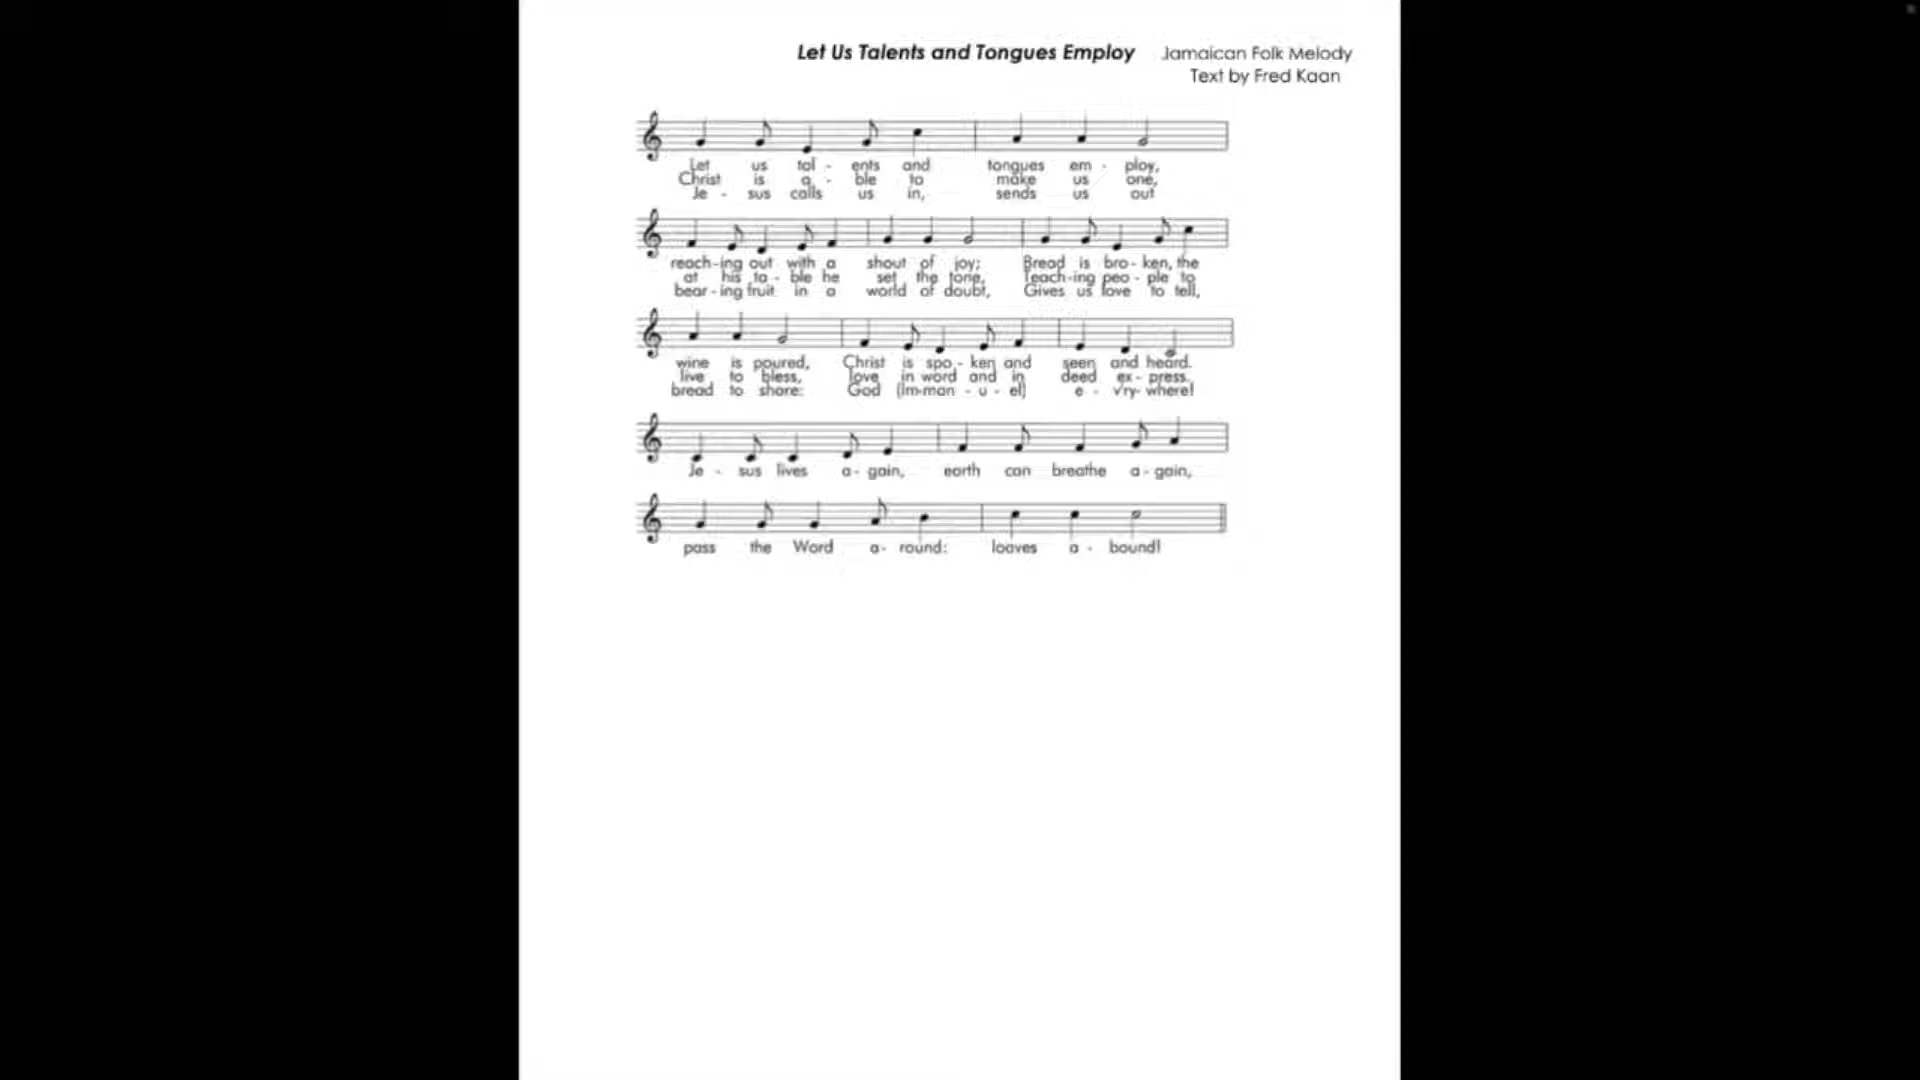 Let Us Talents and Tongues Employ Jamaican Folk Melody
Text by Fred Kaan
Let us tal - ents and tongues em - ploy,
Christ is a - ble to make us one,
Je - sus calls us in, sends us out
reach-ing out with a shout of joy; Bread is bro - ken, the
at his ta - ble he set the tone, Teach-ing peo - ple to
bear - ing fruit in a world of doubt, Gives us love to tell,
wine is poured, Christ is spo - ken and seen and heard.
live to bless, love in word and in deed ex - press.
bread to share: God (Im-man - u - el) e - v'ry- where!
Je - sus lives a - gain, earth can breathe a - gain,
pass the Word a - round: loaves a - bound!